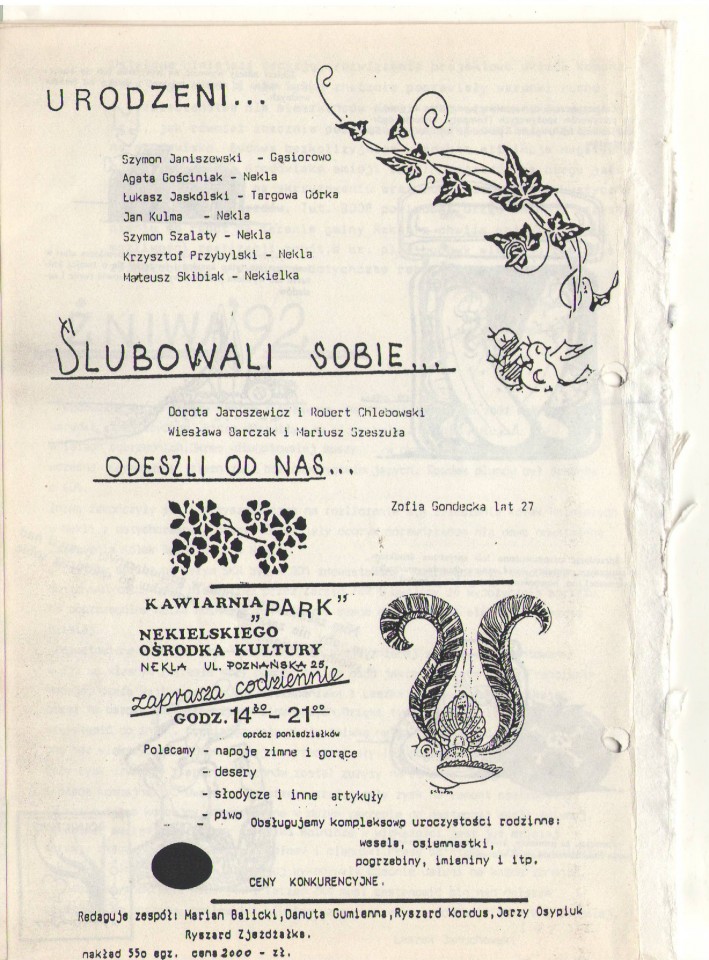 URODZENI...
Szymon Janiszewski - Gąsiorowo
Agata Gościniak - Nekla
Łukasz Jaskólski - Targowa Górka
Jan Kulma - Nekla
Szymon Szalaty - Nekla
Krzysztof Przybylski - Nekla
Mateusz Skibiak - Nekielka
ŻNIWA 92
ŚLUBOWALI SOBIE...
Dorota Jaroszewicz i Robert Chlebowski
Wiesława Barczak i Mariusz Szeszuła
ODESZLI OD NAS...
Zofia Gondecka lat 27
KAWIARNIA „PARK”
NEKIELSKIEGO
OŚRODKA KULTURY
NEKLA UL. POZNAŃSKA 25
zaprasza codziennie
GODZ. 14³⁰ - 21⁰⁰
oprócz poniedziałków
Polecamy - napoje zimne i gorące
- desery
- słodycze i inne artykuły
- piwo
Obsługujemy kompleksowo uroczystości rodzinne:
wesela, osiemnastki,
pogrzebiny, imieniny i itp.
CENY KONKURENCYJNE.
Redaguje zespół: Marian Balicki,Danuta Gumienna,Ryszard Kordus,Jerzy Osypiuk
Ryszard Zjeżdżałka.
nakład 550 egz. cena 2000 - zł.